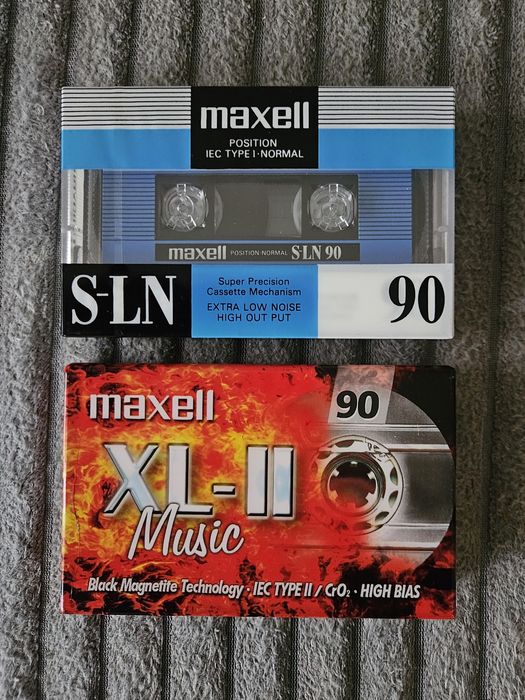 maxell
POSITION
IEC TYPE I·NORMAL
maxell POSITION·NORMAL S-LN 90
S-LN
Super Precision
Cassette Mechanism
EXTRA LOW NOISE
HIGH OUT PUT
90
maxell
90
XL-II
Music
Black Magnetite Technology · IEC TYPE II / CrO₂ · HIGH BIAS